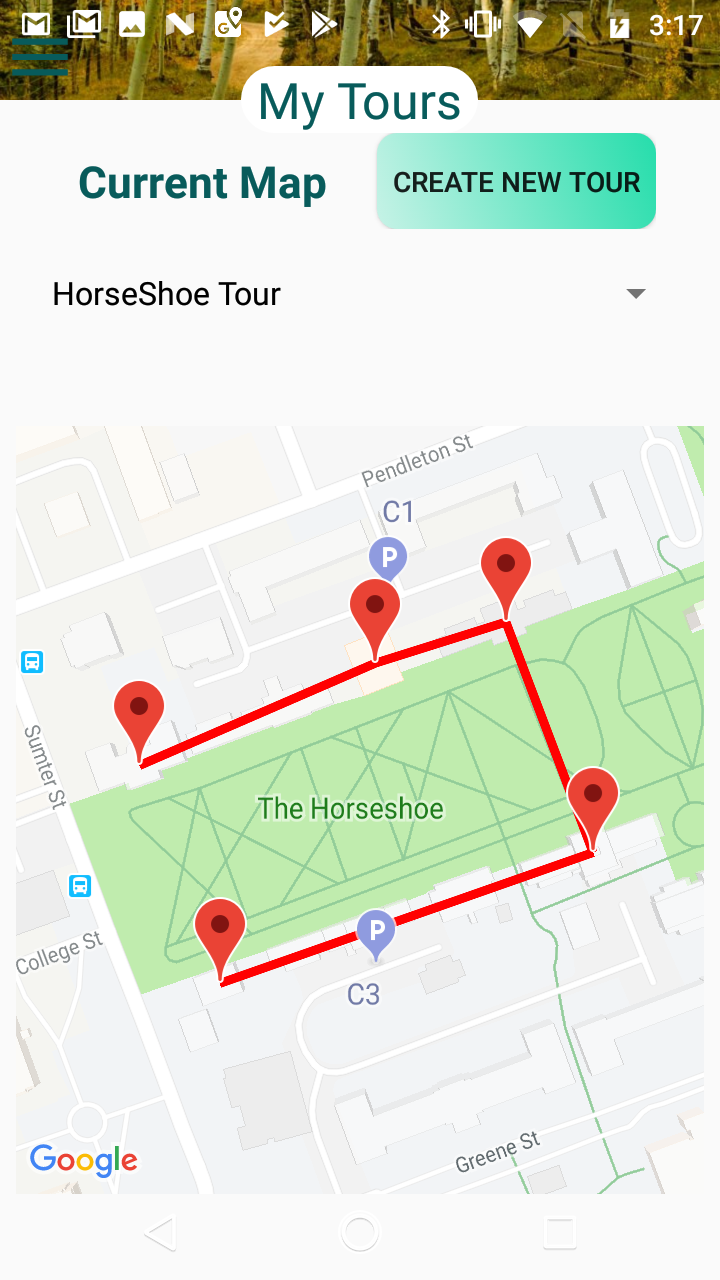 3:17
My Tours
Current Map
CREATE NEW TOUR
HorseShoe Tour
Pendleton St
C1
P
Sumter St
The Horseshoe
P
College St
C3
Greene St
Google